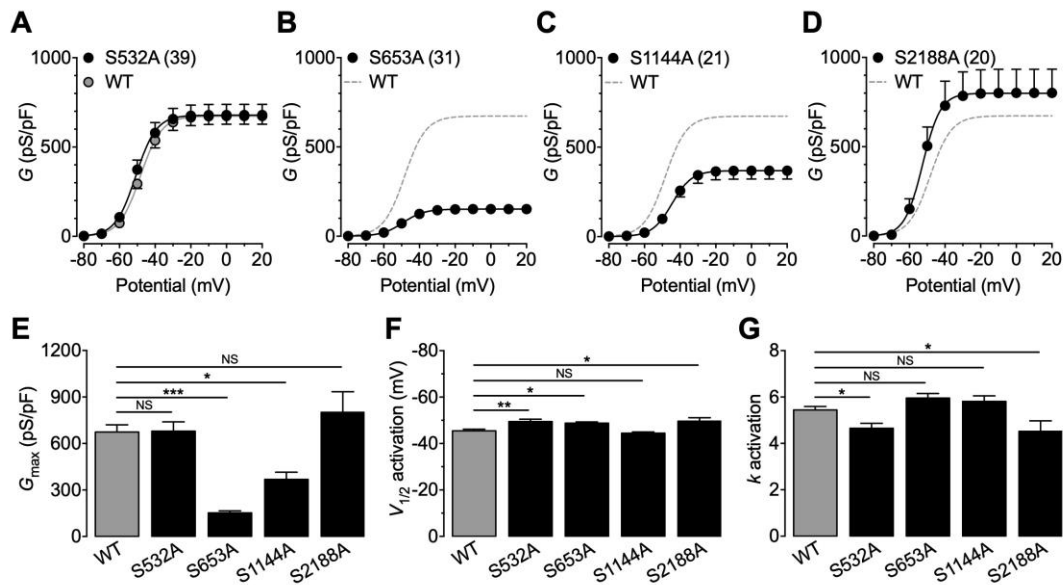 A
S532A (39)
WT
1000
500
0
G (pS/pF)
-80 -60 -40 -20 0 20
Potential (mV)
B
S653A (31)
WT
1000
500
0
G (pS/pF)
-80 -60 -40 -20 0 20
Potential (mV)
C
S1144A (21)
WT
1000
500
0
G (pS/pF)
-80 -60 -40 -20 0 20
Potential (mV)
D
S2188A (20)
WT
1000
500
0
G (pS/pF)
-80 -60 -40 -20 0 20
Potential (mV)
E
1200
900
600
300
0
Gmax (pS/pF)
NS
*
***
NS
WT S532A S653A S1144A S2188A
F
-80
-60
-40
-20
0
V1/2 activation (mV)
*
NS
*
**
WT S532A S653A S1144A S2188A
G
8
6
4
2
0
k activation
*
NS
NS
*
WT S532A S653A S1144A S2188A